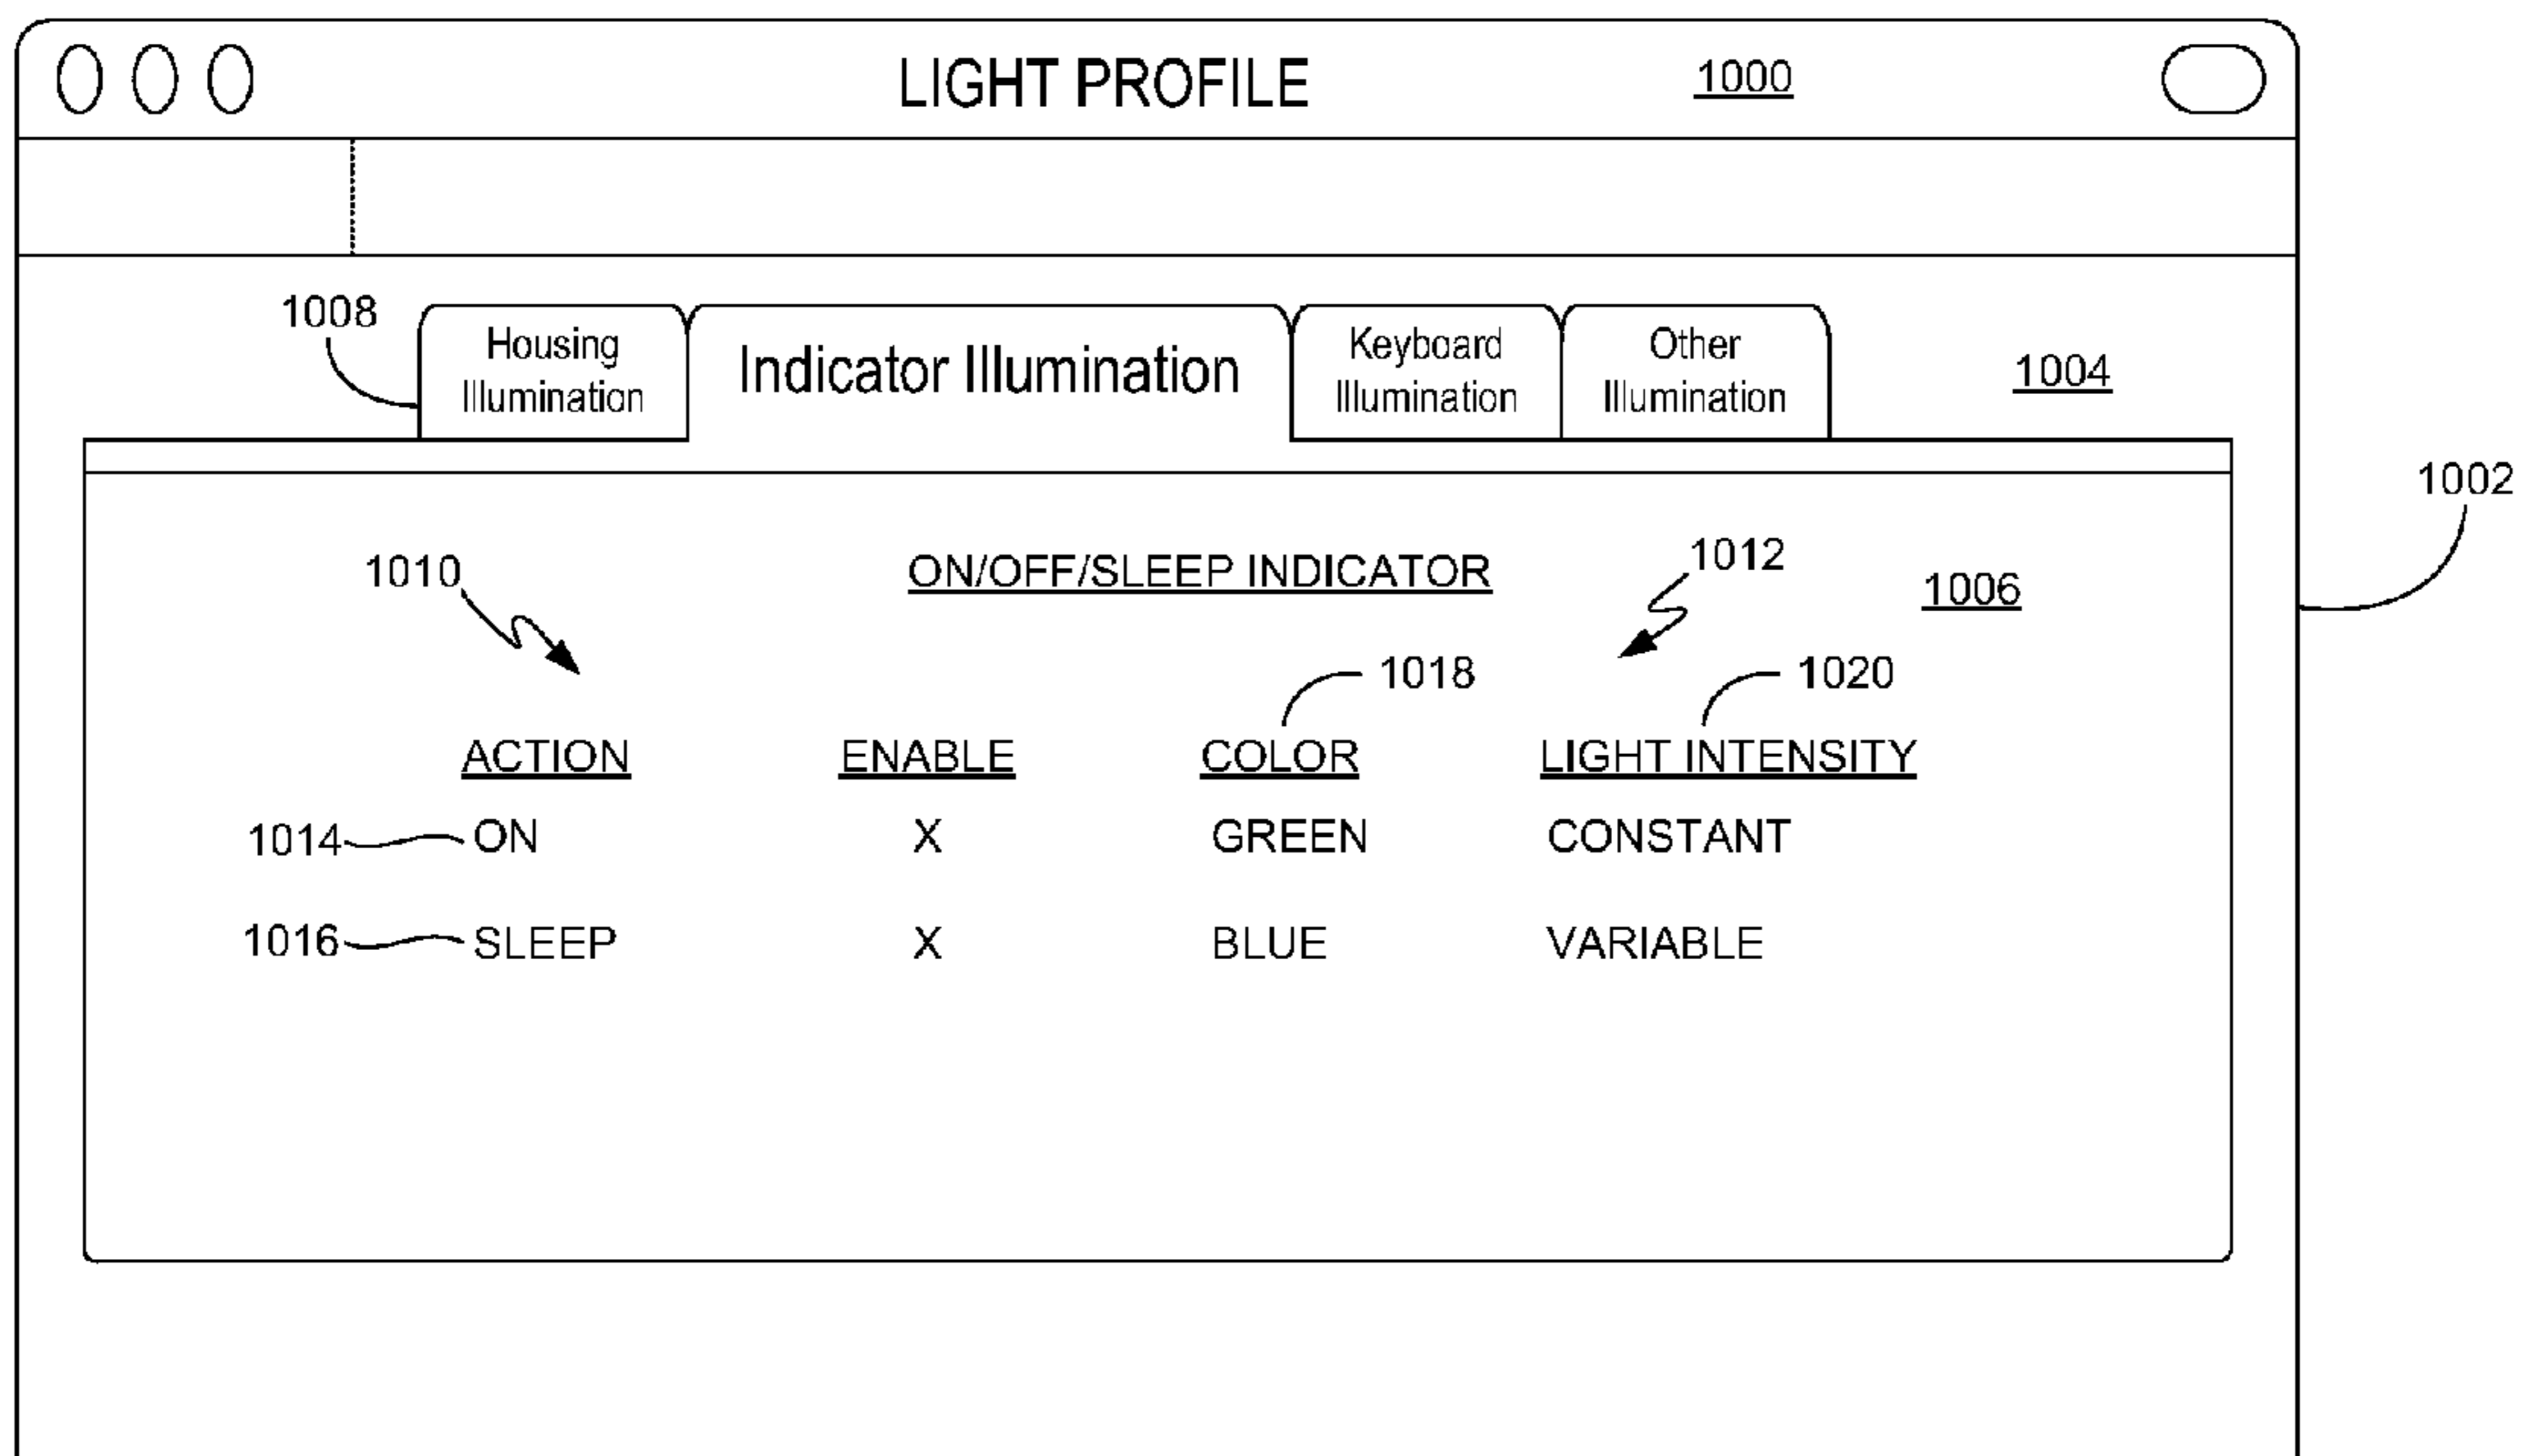 LIGHT PROFILE 1000
1008
Housing Illumination
Indicator Illumination
Keyboard Illumination
Other Illumination
1004
1002
1010
ON/OFF/SLEEP INDICATOR
1012
1006
1018
1020
ACTION ENABLE COLOR LIGHT INTENSITY
1014 ON X GREEN CONSTANT
1016 SLEEP X BLUE VARIABLE